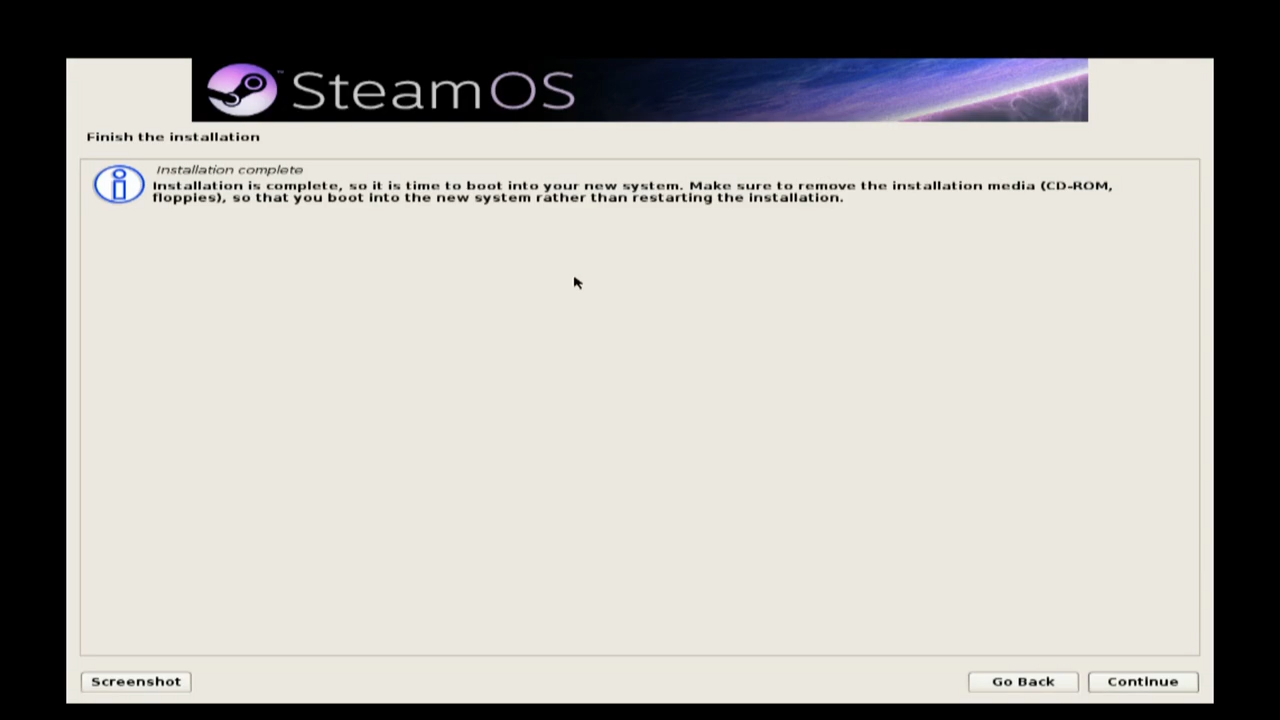 SteamOS
Finish the installation
Installation complete
Installation is complete, so it is time to boot into your new system. Make sure to remove the installation media (CD-ROM,
floppies), so that you boot into the new system rather than restarting the installation.
Screenshot
Go Back
Continue